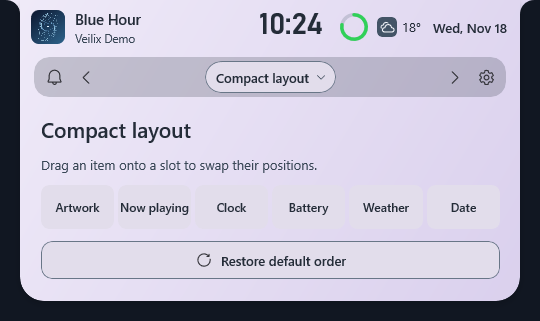 Blue Hour
Veilix Demo
10:24
18°
Wed, Nov 18
Compact layout
Compact layout
Drag an item onto a slot to swap their positions.
Artwork
Now playing
Clock
Battery
Weather
Date
Restore default order